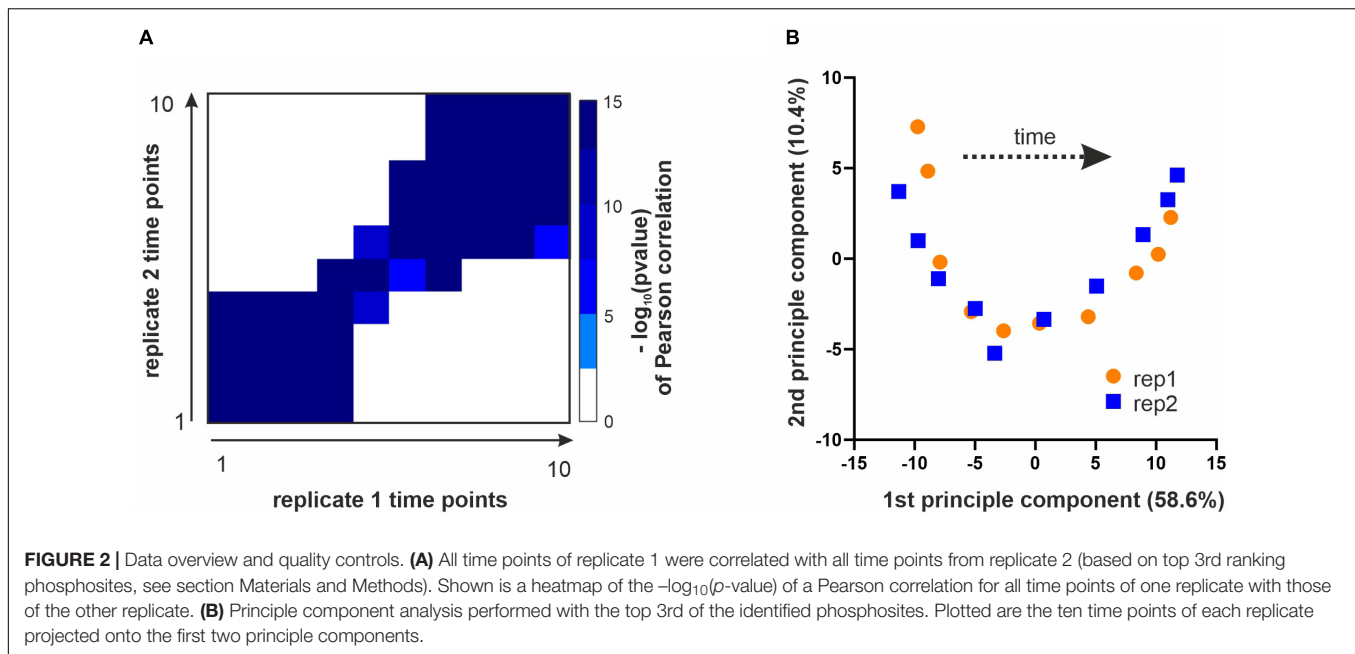 A
10
1
replicate 2 time points
1
10
replicate 1 time points
15
10
5
0
- log₁₀(pvalue)
of Pearson correlation
B
10
5
0
-5
-10
2nd principle component (10.4%)
time
rep1
rep2
-15 -10 -5 0 5 10 15
1st principle component (58.6%)
FIGURE 2 | Data overview and quality controls. (A) All time points of replicate 1 were correlated with all time points from replicate 2 (based on top 3rd ranking
phosphosites, see section Materials and Methods). Shown is a heatmap of the –log₁₀(p-value) of a Pearson correlation for all time points of one replicate with those
of the other replicate. (B) Principle component analysis performed with the top 3rd of the identified phosphosites. Plotted are the ten time points of each replicate
projected onto the first two principle components.